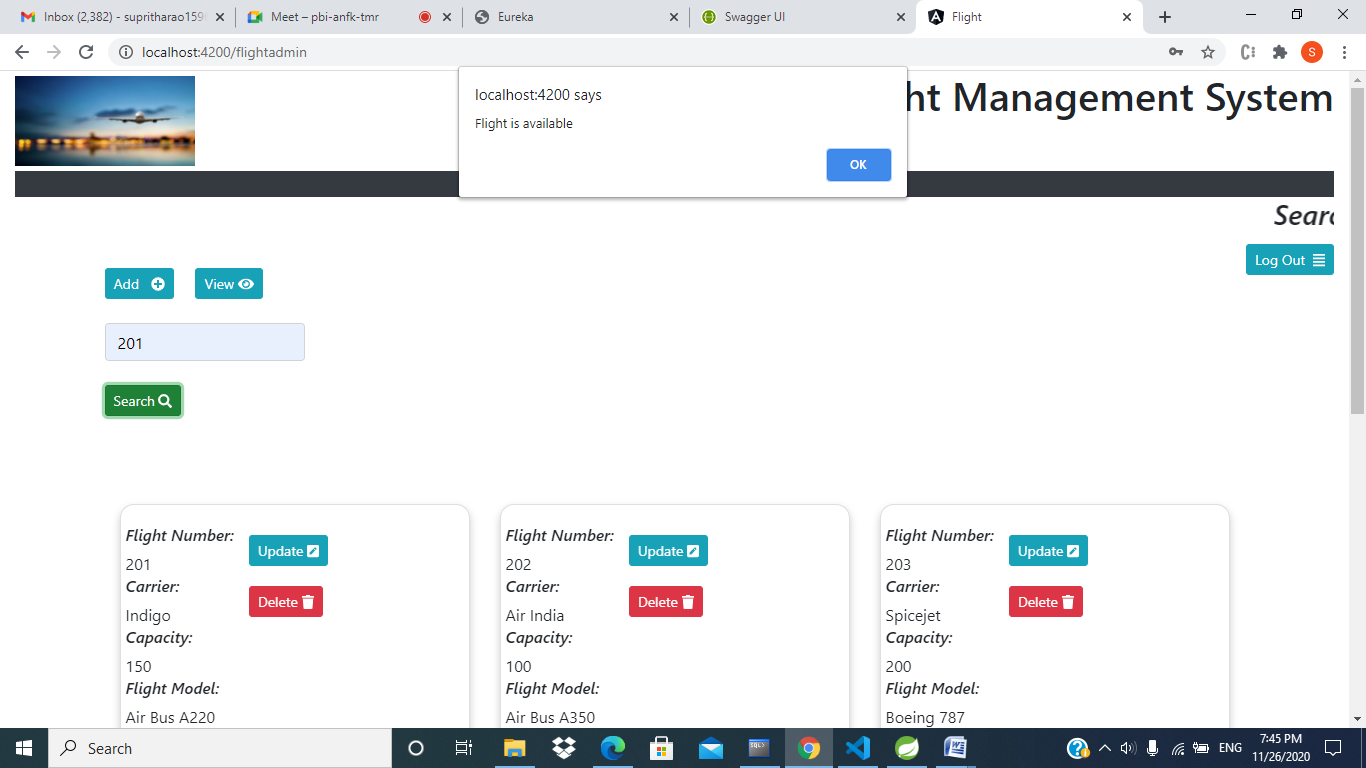 Inbox (2,382) - supritharao159
Meet – pbi-anfk-tmr
Eureka
Swagger UI
Flight
localhost:4200/flightadmin
S
localhost:4200 says
Flight is available
OK
ht Management System
Searc
Log Out
Add
View
201
Search
Flight Number:
201
Carrier:
Indigo
Capacity:
150
Flight Model:
Air Bus A220
Update
Delete
Flight Number:
202
Carrier:
Air India
Capacity:
100
Flight Model:
Air Bus A350
Update
Delete
Flight Number:
203
Carrier:
Spicejet
Capacity:
200
Flight Model:
Boeing 787
Update
Delete
Search
SQL>
ENG
7:45 PM
11/26/2020